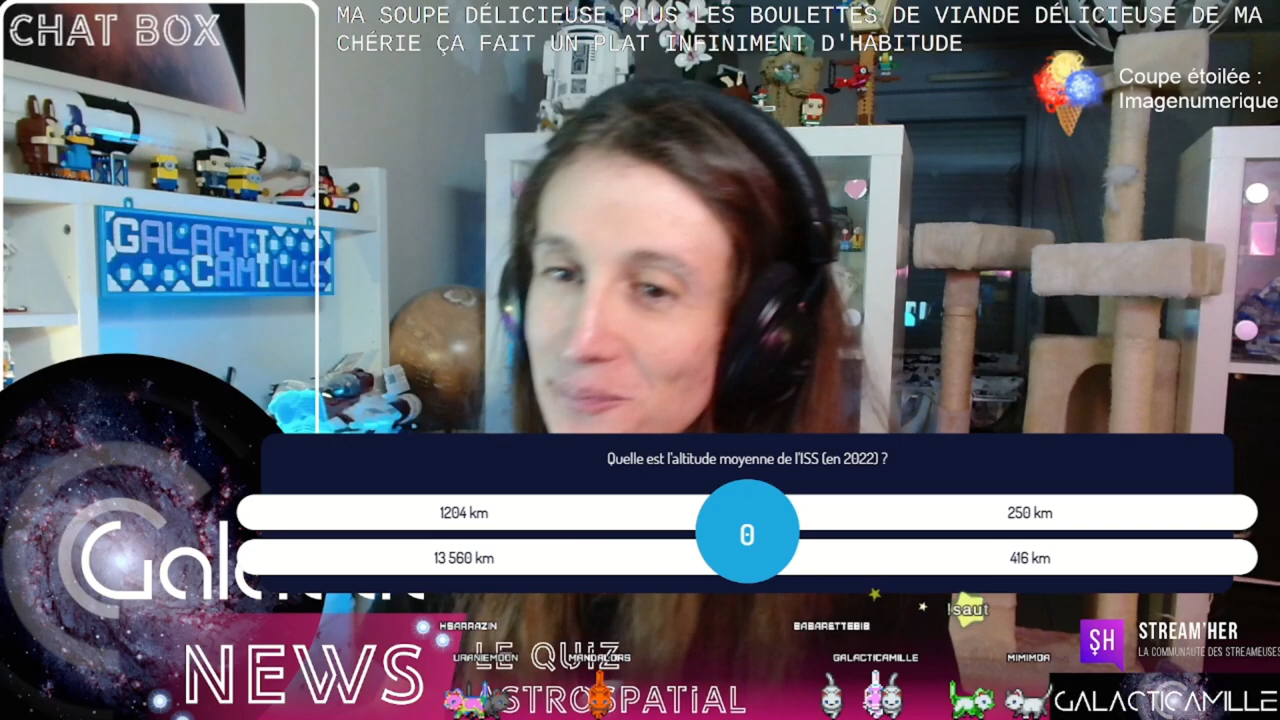 CHAT BOX
MA SOUPE DÉLICIEUSE PLUS LES BOULETTES DE VIANDE DÉLICIEUSE DE MA
CHÉRIE ÇA FAIT UN PLAT INFINIMENT D'HABITUDE
Coupe étoilée :
Imagenumerique
GALACTI
CAMILLE
Quelle est l'altitude moyenne de l'ISS (en 2022) ?
1204 km
250 km
0
13 560 km
416 km
!saut
HSARRAZIN
BABARETTEBIB
URANIEMOON
MANDALORS
GALACTICAMILLE
MIMIMOA
NEWS
LE QUIZ
ASTROSPATIAL
SH
STREAM'HER
LA COMMUNAUTÉ DES STREAMEUSES
GALACTICAMILLE